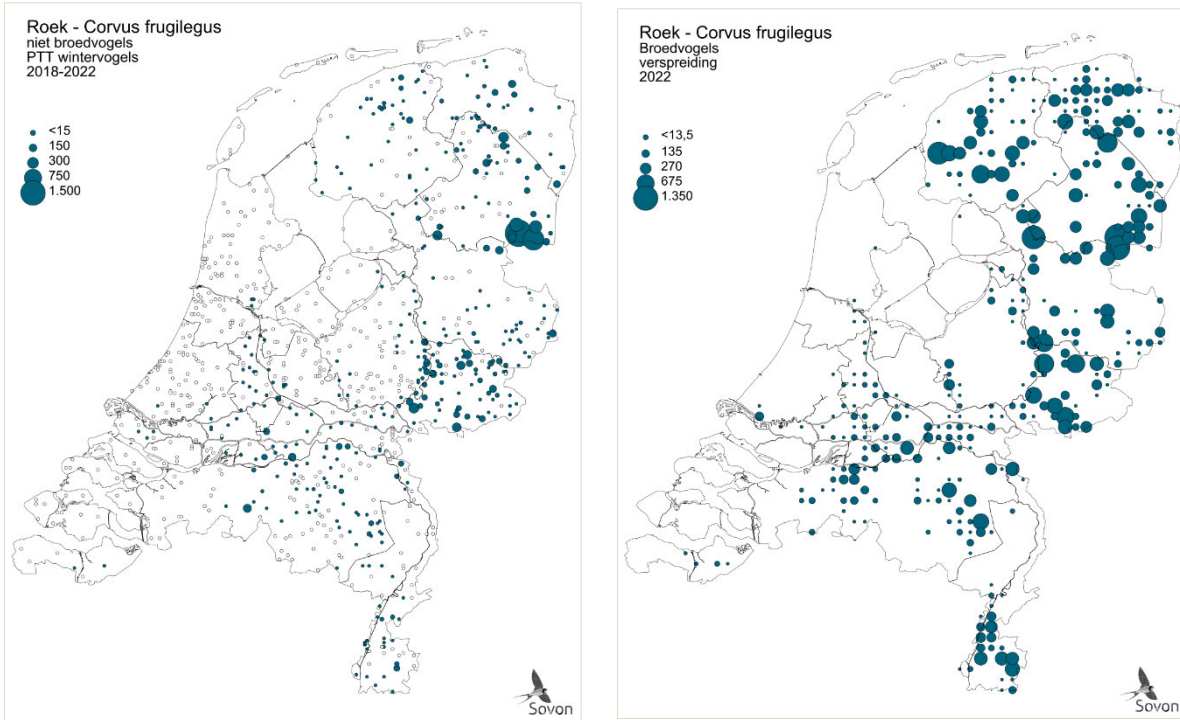 Roek - Corvus frugilegus
niet broedvogels
PTT wintervogels
2018-2022
<15
150
300
750
1.500
Sovon
Roek - Corvus frugilegus
Broedvogels
verspreiding
2022
<13,5
135
270
675
1.350
Sovon